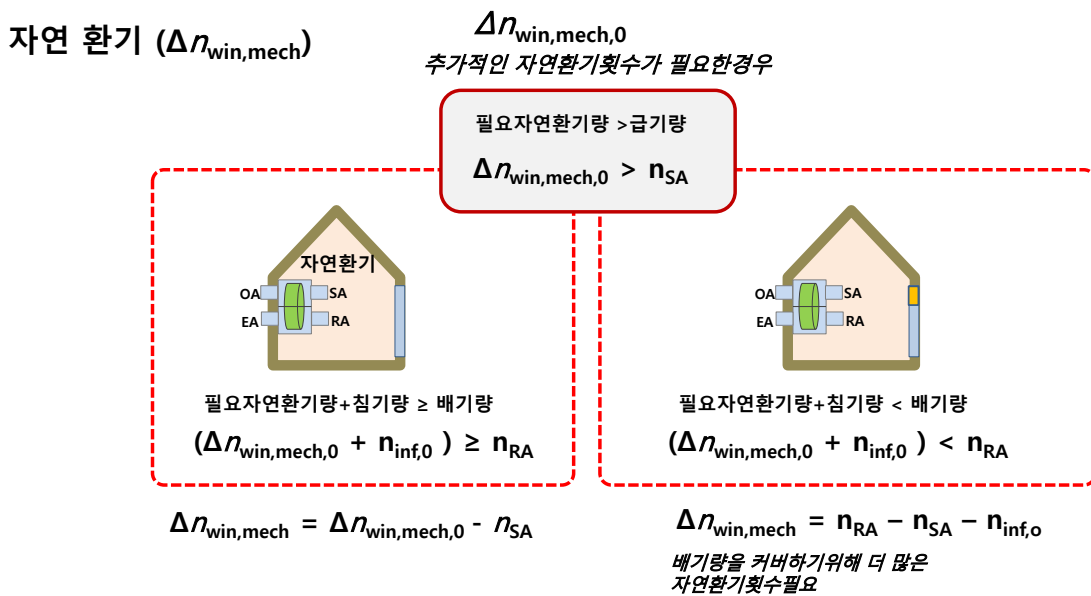 자연 환기 (Δnwin,mech)
Δnwin,mech,0
추가적인 자연환기횟수가 필요한경우
필요자연환기량 >급기량
Δnwin,mech,0 > nSA
자연환기
OA
SA
EA
RA
필요자연환기량+침기량 ≥ 배기량
(Δnwin,mech,0 + ninf,0 ) ≥ nRA
Δnwin,mech = Δnwin,mech,0 - nSA
OA
SA
EA
RA
필요자연환기량+침기량 < 배기량
(Δnwin,mech,0 + ninf,0 ) < nRA
Δnwin,mech = nRA – nSA – ninf,o
배기량을 커버하기위해 더 많은
자연환기횟수필요